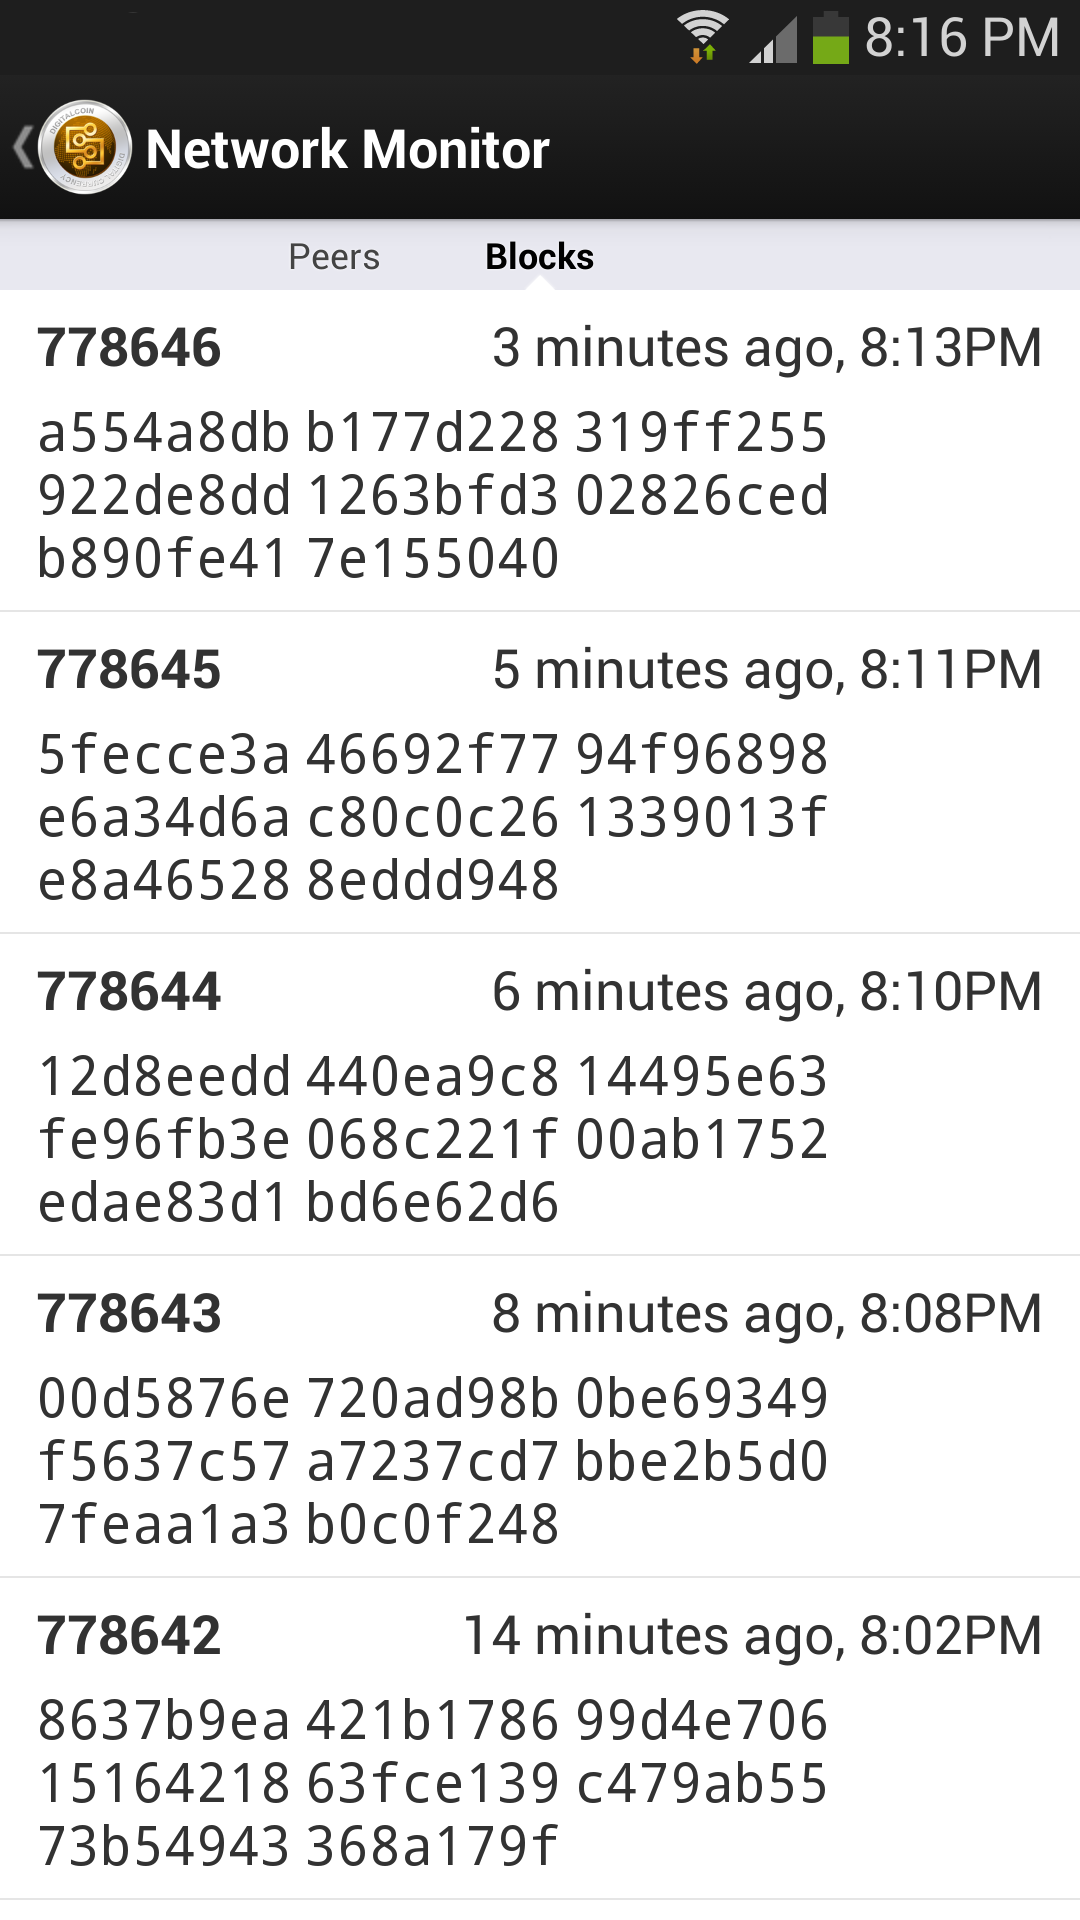 8:16 PM
DIGITALCOIN
DIGITAL CURRENCY
Network Monitor
Peers Blocks
778646 3 minutes ago, 8:13PM
a554a8db b177d228 319ff255
922de8dd 1263bfd3 02826ced
b890fe41 7e155040
778645 5 minutes ago, 8:11PM
5fecce3a 46692f77 94f96898
e6a34d6a c80c0c26 1339013f
e8a46528 8eddd948
778644 6 minutes ago, 8:10PM
12d8eedd 440ea9c8 14495e63
fe96fb3e 068c221f 00ab1752
edae83d1 bd6e62d6
778643 8 minutes ago, 8:08PM
00d5876e 720ad98b 0be69349
f5637c57 a7237cd7 bbe2b5d0
7feaa1a3 b0c0f248
778642 14 minutes ago, 8:02PM
8637b9ea 421b1786 99d4e706
15164218 63fce139 c479ab55
73b54943 368a179f